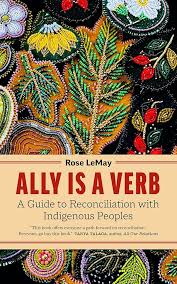 Rose LeMay
ALLY IS A VERB
A Guide to Reconciliation with
Indigenous Peoples
"This book offers everyone a path forward on reconciliation.
Everyone, go buy this book." TANYA TALAGA, author, All Our Relations